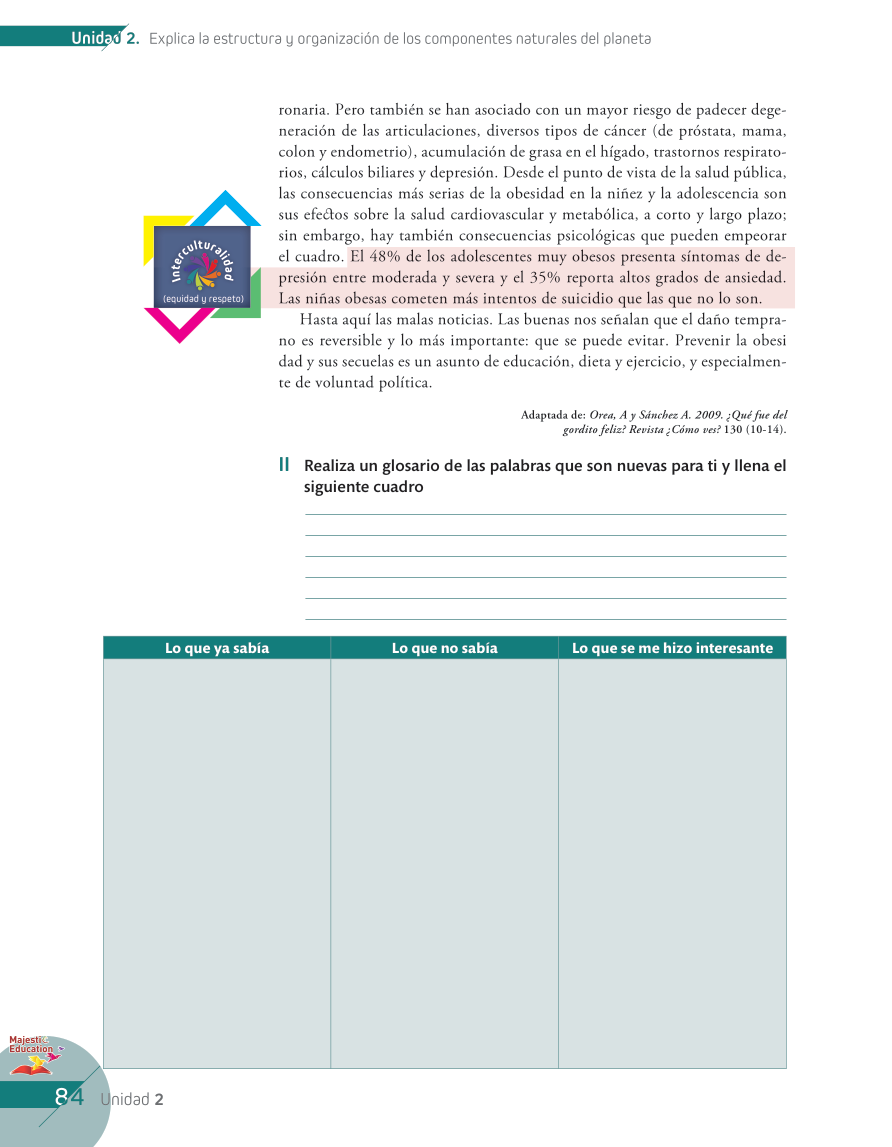 Unidad 2. Explica la estructura y organización de los componentes naturales del planeta
ronaria. Pero también se han asociado con un mayor riesgo de padecer dege-
neración de las articulaciones, diversos tipos de cáncer (de próstata, mama,
colon y endometrio), acumulación de grasa en el hígado, trastornos respirato-
rios, cálculos biliares y depresión. Desde el punto de vista de la salud pública,
las consecuencias más serias de la obesidad en la niñez y la adolescencia son
sus efectos sobre la salud cardiovascular y metabólica, a corto y largo plazo;
sin embargo, hay también consecuencias psicológicas que pueden empeorar
el cuadro. El 48% de los adolescentes muy obesos presenta síntomas de de-
presión entre moderada y severa y el 35% reporta altos grados de ansiedad.
Las niñas obesas cometen más intentos de suicidio que las que no lo son.
Interculturalidad
(equidad y respeto)
Hasta aquí las malas noticias. Las buenas nos señalan que el daño tempra-
no es reversible y lo más importante: que se puede evitar. Prevenir la obesi
dad y sus secuelas es un asunto de educación, dieta y ejercicio, y especialmen-
te de voluntad política.
Adaptada de: Orea, A y Sánchez A. 2009. ¿Qué fue del
gordito feliz? Revista ¿Cómo ves? 130 (10-14).
II Realiza un glosario de las palabras que son nuevas para ti y llena el
siguiente cuadro
Lo que ya sabía Lo que no sabía Lo que se me hizo interesante
Majestic
Education
84 Unidad 2